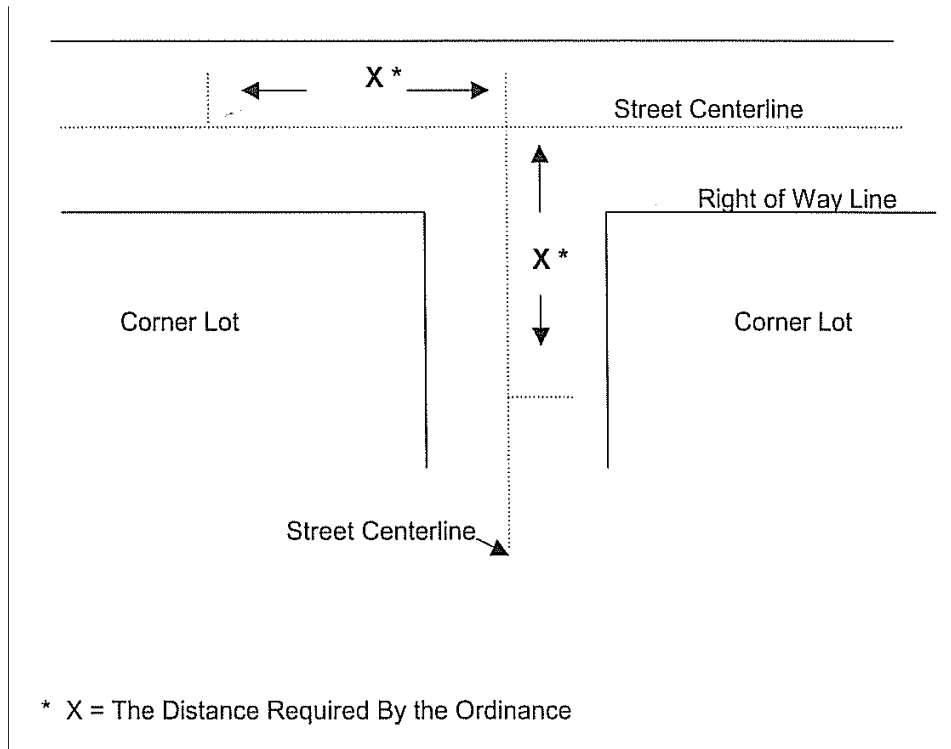 X *
Street Centerline
Right of Way Line
X *
Corner Lot
Corner Lot
Street Centerline
* X = The Distance Required By the Ordinance